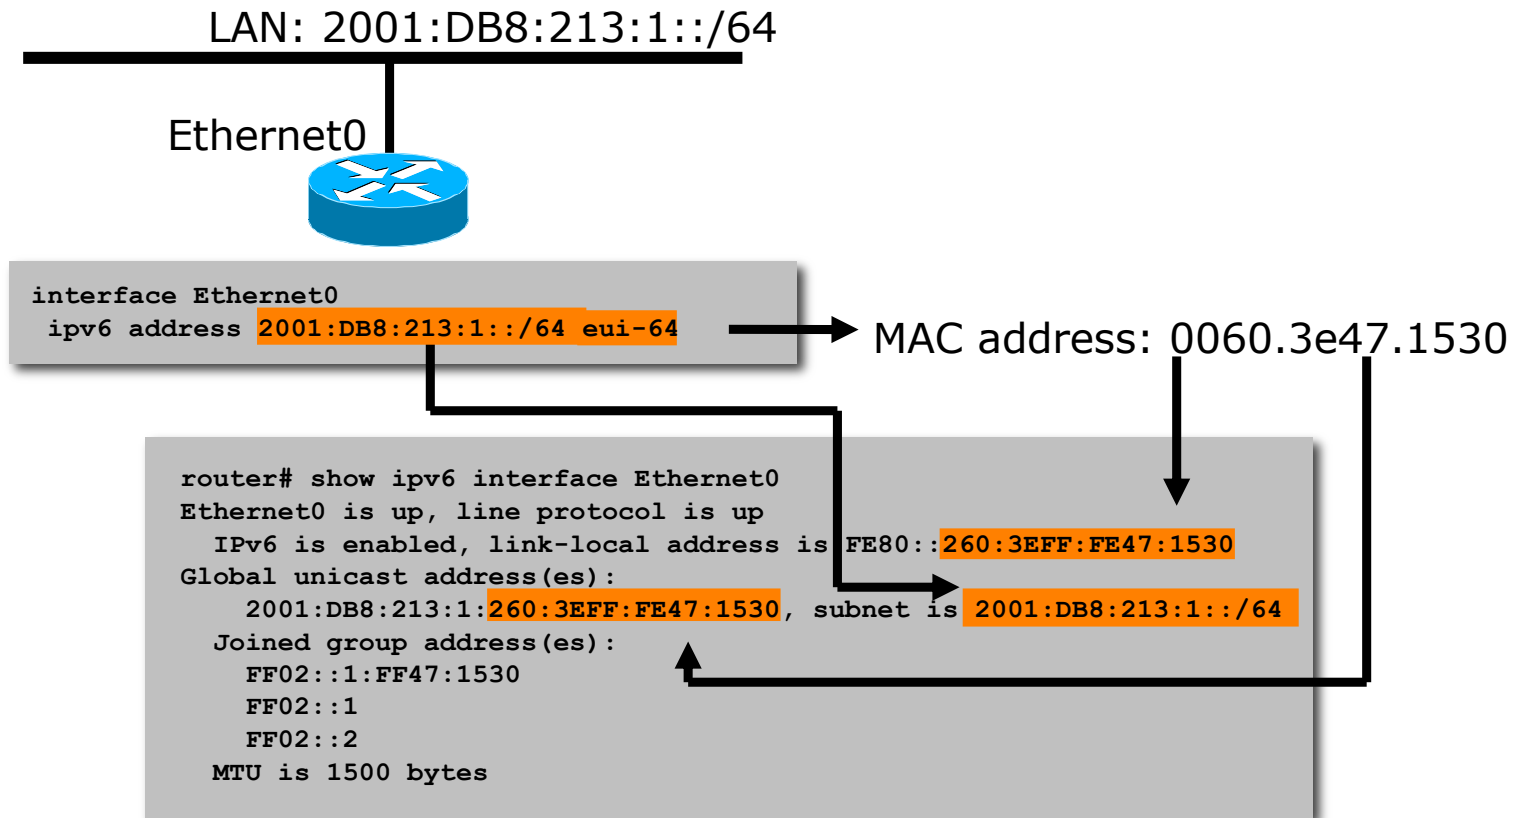 LAN: 2001:DB8:213:1::/64
Ethernet0
interface Ethernet0
ipv6 address 2001:DB8:213:1::/64 eui-64
MAC address: 0060.3e47.1530
router# show ipv6 interface Ethernet0
Ethernet0 is up, line protocol is up
IPv6 is enabled, link-local address is FE80::260:3EFF:FE47:1530
Global unicast address(es):
2001:DB8:213:1:260:3EFF:FE47:1530, subnet is 2001:DB8:213:1::/64
Joined group address(es):
FF02::1:FF47:1530
FF02::1
FF02::2
MTU is 1500 bytes